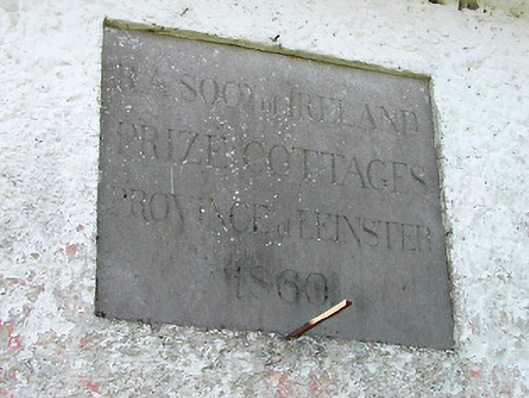 R A SOCY of IRELAND
PRIZE COTTAGES
PROVINCE of LEINSTER
1860